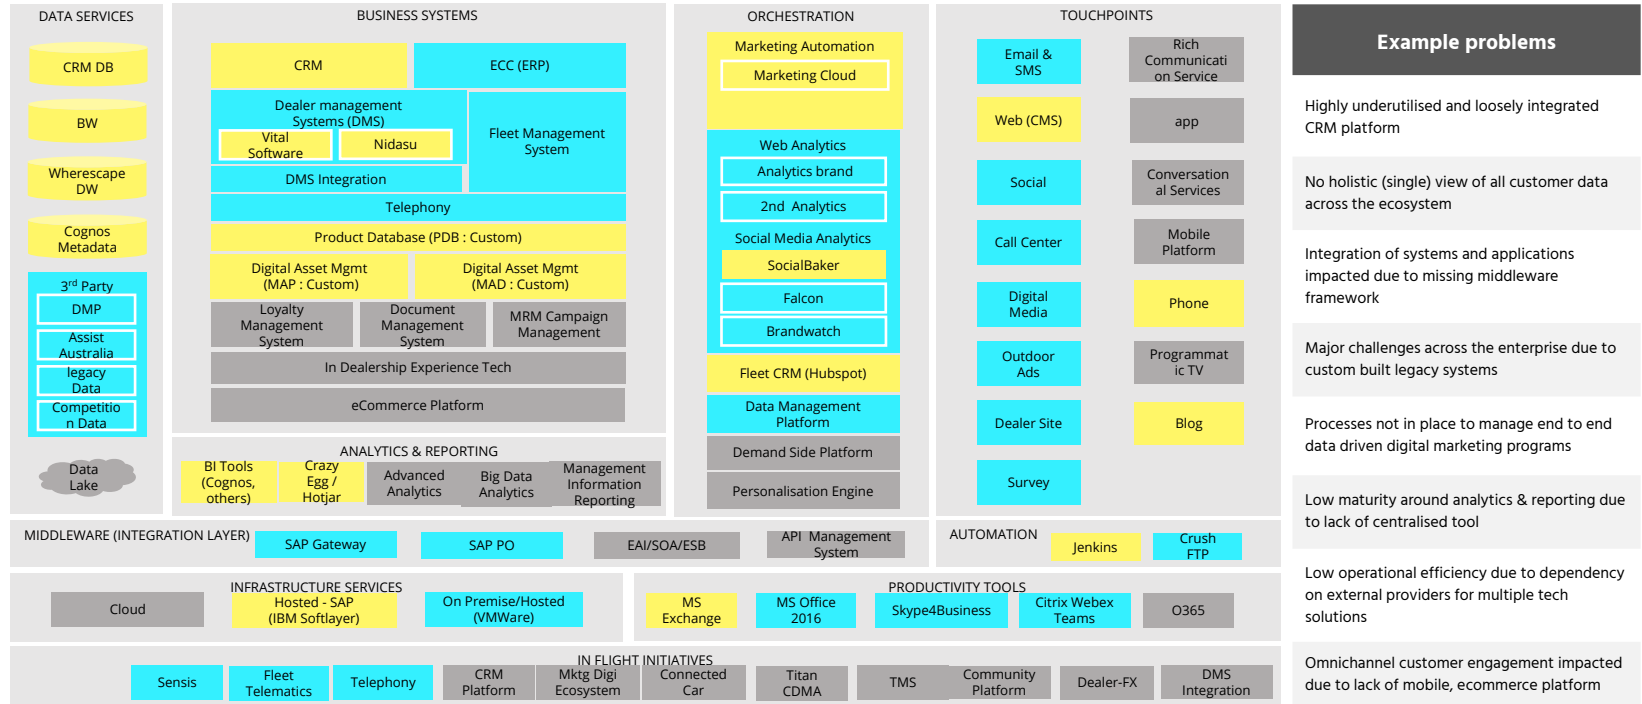 DATA SERVICES
CRM DB
BW
Wherescape
DW
Cognos
Metadata
3rd Party
DMP
Assist
Australia
legacy
Data
Competitio
n Data
Data
Lake
BUSINESS SYSTEMS
CRM
ECC (ERP)
Dealer management
Systems (DMS)
Vital
Software
Nidasu
Fleet Management
System
DMS Integration
Telephony
Product Database (PDB : Custom)
Digital Asset Mgmt
(MAP : Custom)
Digital Asset Mgmt
(MAD : Custom)
Loyalty
Management
System
Document
Management
System
MRM Campaign
Management
In Dealership Experience Tech
eCommerce Platform
ANALYTICS & REPORTING
BI Tools
(Cognos,
others)
Crazy
Egg /
Hotjar
Advanced
Analytics
Big Data
Analytics
Management
Information
Reporting
ORCHESTRATION
Marketing Automation
Marketing Cloud
Web Analytics
Analytics brand
2nd Analytics
Social Media Analytics
SocialBaker
Falcon
Brandwatch
Fleet CRM (Hubspot)
Data Management
Platform
Demand Side Platform
Personalisation Engine
TOUCHPOINTS
Email &
SMS
Web (CMS)
Social
Call Center
Digital
Media
Outdoor
Ads
Dealer Site
Survey
Rich
Communicati
on Service
app
Conversation
al Services
Mobile
Platform
Phone
Programmat
ic TV
Blog
MIDDLEWARE (INTEGRATION LAYER)
SAP Gateway
SAP PO
EAI/SOA/ESB
API Management
System
AUTOMATION
Jenkins
Crush
FTP
INFRASTRUCTURE SERVICES
Cloud
Hosted - SAP
(IBM Softlayer)
On Premise/Hosted
(VMWare)
PRODUCTIVITY TOOLS
MS
Exchange
MS Office
2016
Skype4Business
Citrix Webex
Teams
O365
IN FLIGHT INITIATIVES
Sensis
Fleet
Telematics
Telephony
CRM
Platform
Mktg Digi
Ecosystem
Connected
Car
Titan
CDMA
TMS
Community
Platform
Dealer-FX
DMS
Integration
Example problems
Highly underutilised and loosely integrated
CRM platform
No holistic (single) view of all customer data
across the ecosystem
Integration of systems and applications
impacted due to missing middleware
framework
Major challenges across the enterprise due to
custom built legacy systems
Processes not in place to manage end to end
data driven digital marketing programs
Low maturity around analytics & reporting due
to lack of centralised tool
Low operational efficiency due to dependency
on external providers for multiple tech
solutions
Omnichannel customer engagement impacted
due to lack of mobile, ecommerce platform